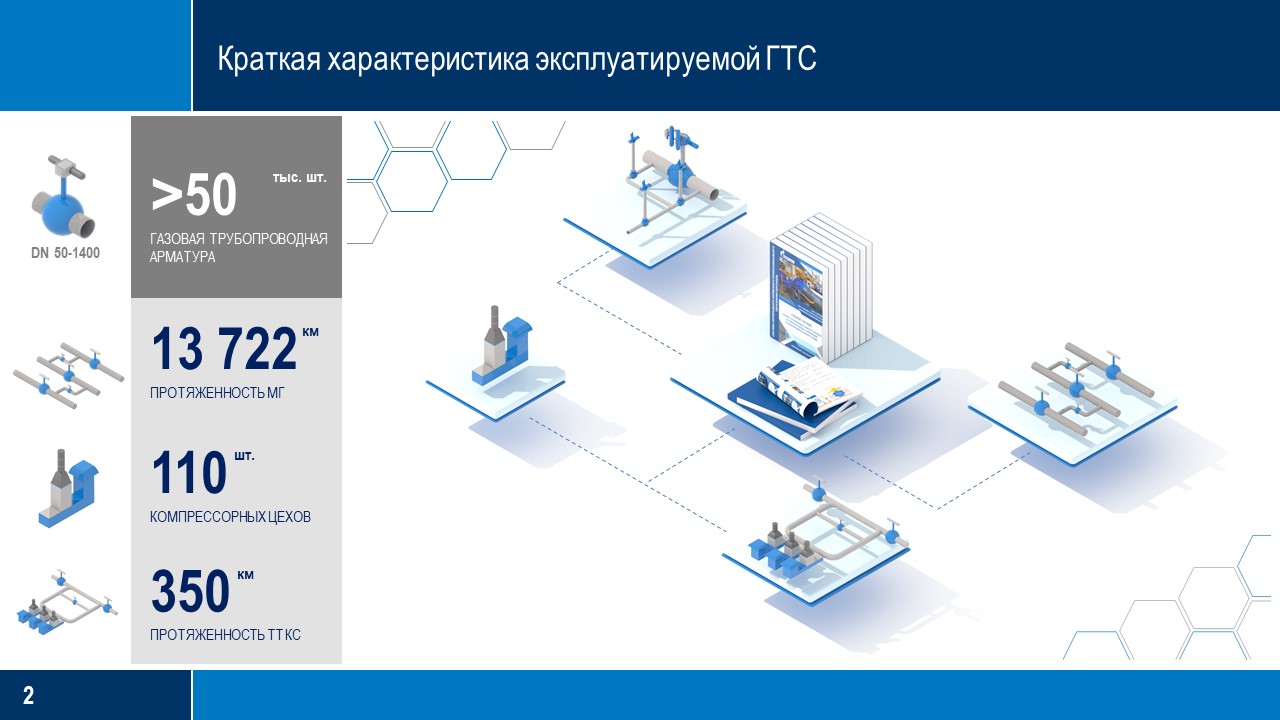 Краткая характеристика эксплуатируемой ГТС
>50 тыс. шт.
ГАЗОВАЯ ТРУБОПРОВОДНАЯ
АРМАТУРА
DN 50-1400
13 722 км
ПРОТЯЖЕННОСТЬ МГ
110 шт.
КОМПРЕССОРНЫХ ЦЕХОВ
350 км
ПРОТЯЖЕННОСТЬ ТТ КС
2